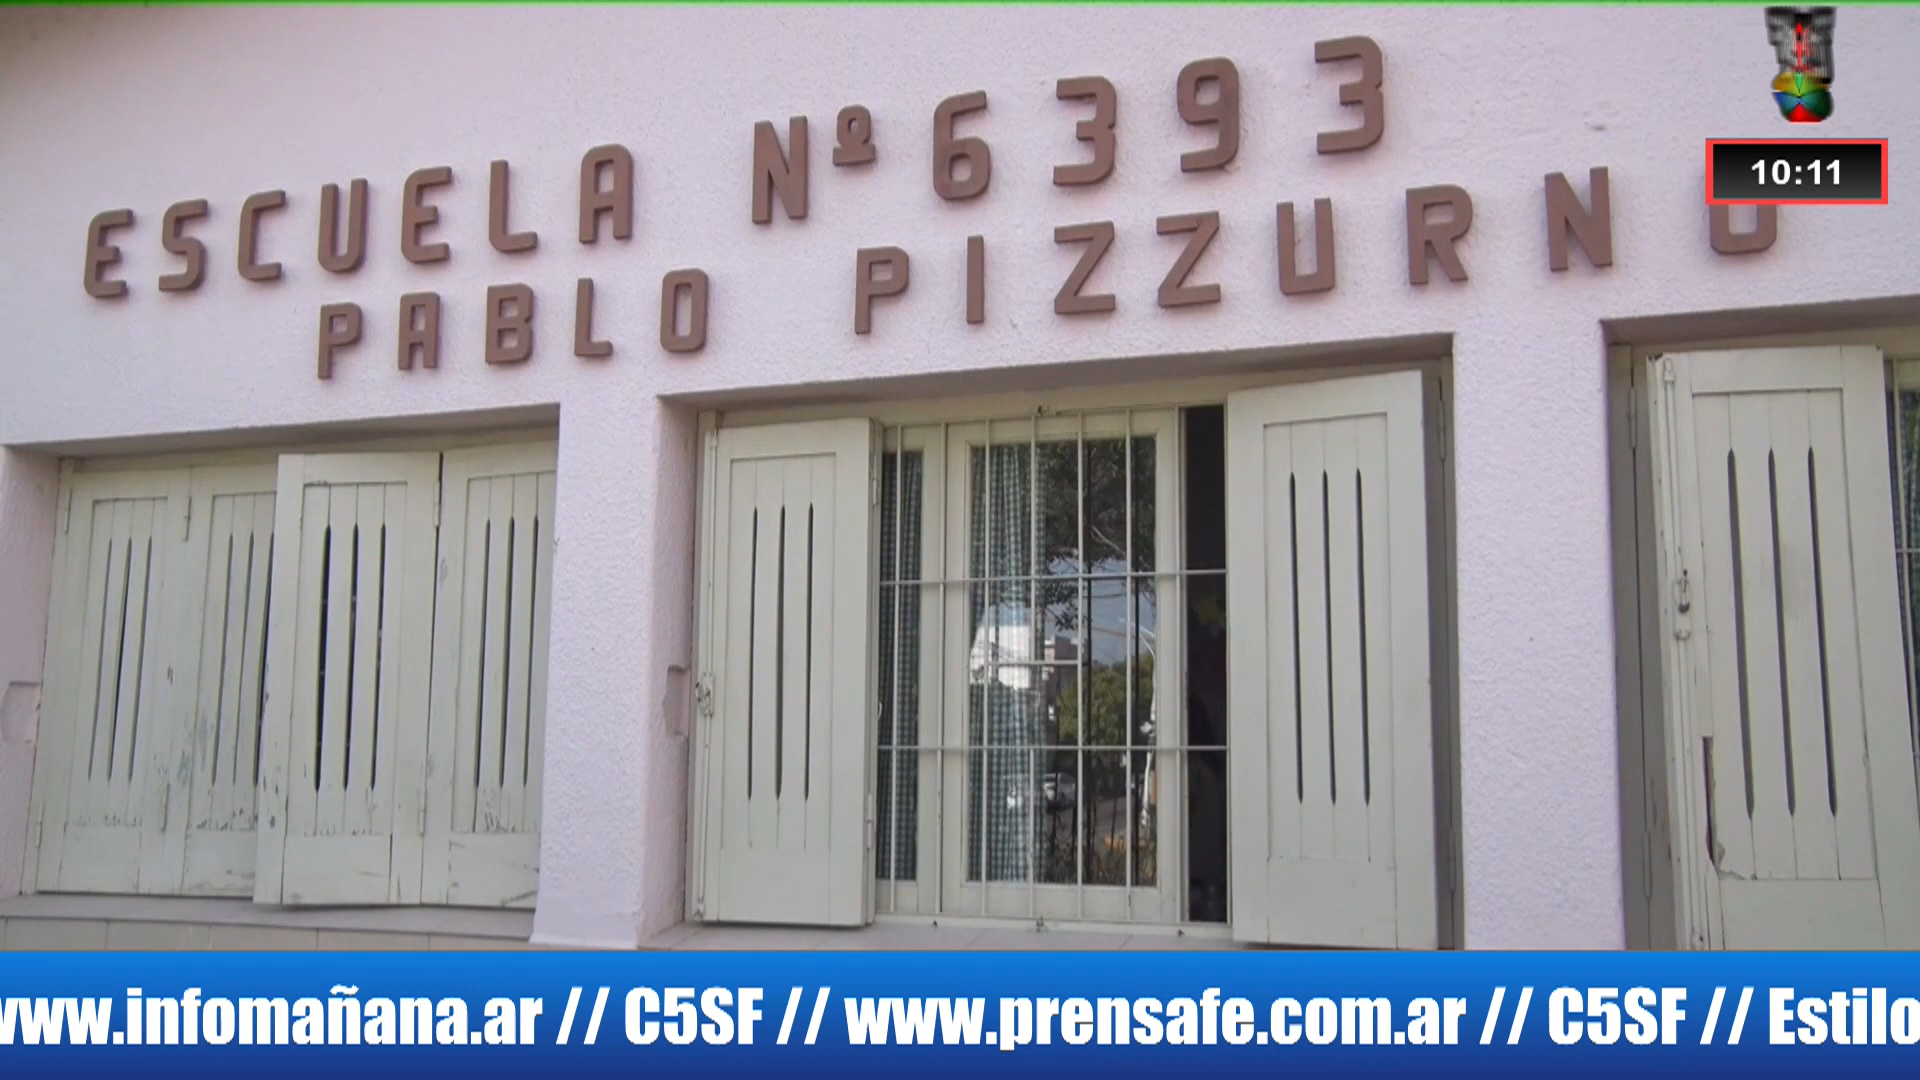 10:11
ESCUELA Nº 6393
PABLO PIZZURNO
www.infomañana.ar // C5SF // www.prensafe.com.ar // C5SF // Estilo